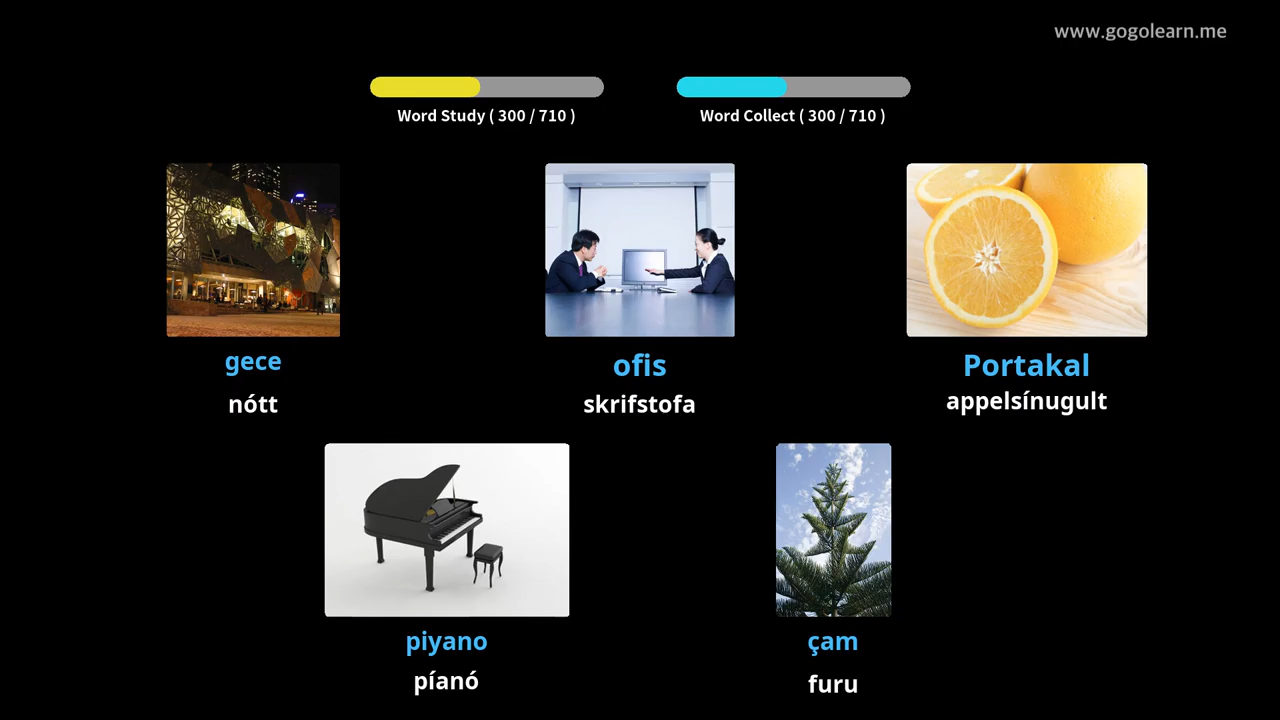 www.gogolearn.me
Word Study ( 300 / 710 )
Word Collect ( 300 / 710 )
gece
nótt
ofis
skrifstofa
Portakal
appelsínugult
piyano
píanó
çam
furu